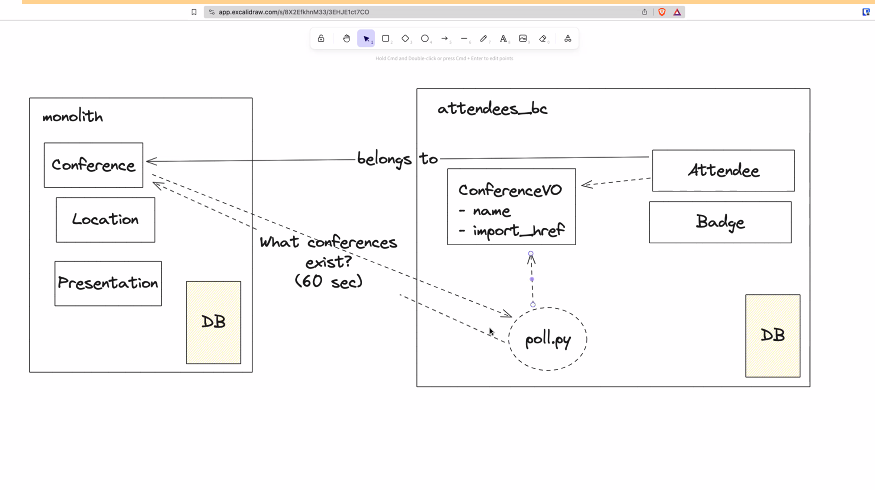 app.excalidraw.com/s/8X2EfkhnM33/3EHJE1ct7CO
Hold Cmd and Double-click or press Cmd + Enter to edit points
monolith
attendees_bc
Conference
belongs to
Attendee
ConferenceVO
- name
- import_href
Location
Badge
What conferences
exist?
(60 sec)
Presentation
DB
poll.py
DB